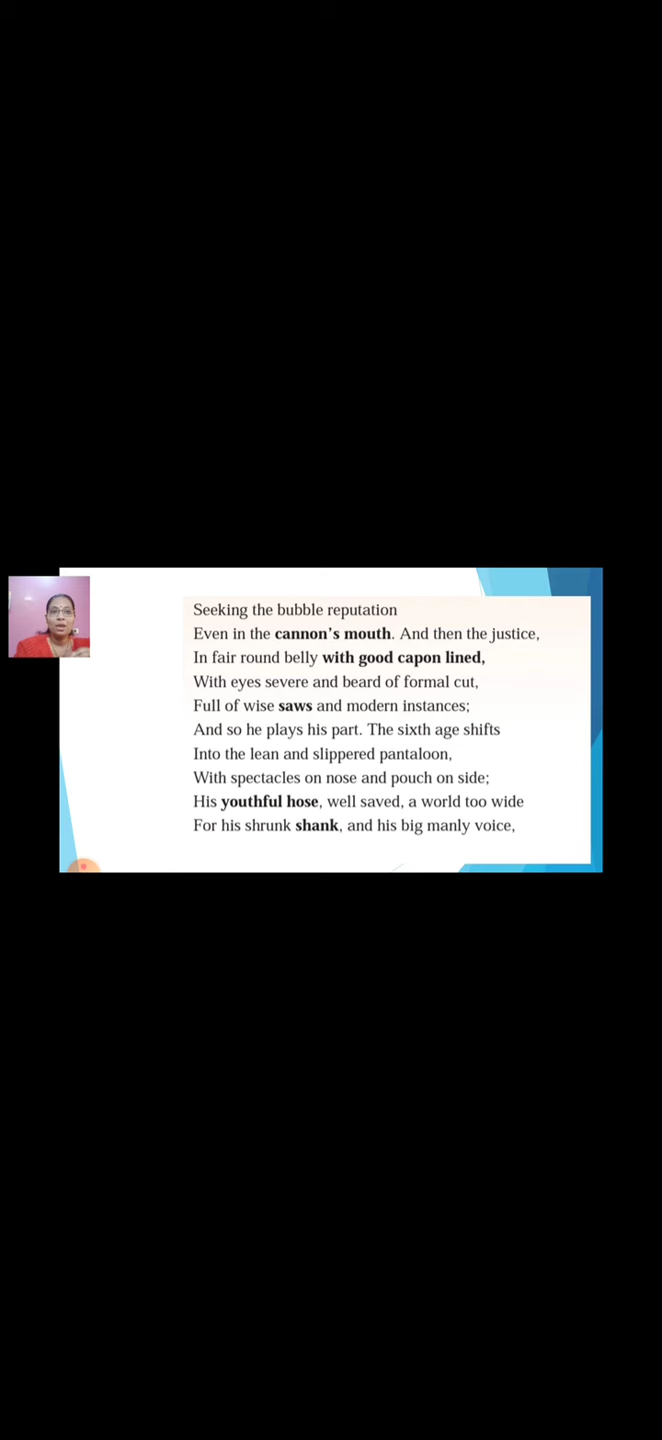 Seeking the bubble reputation
Even in the cannon’s mouth. And then the justice,
In fair round belly with good capon lined,
With eyes severe and beard of formal cut,
Full of wise saws and modern instances;
And so he plays his part. The sixth age shifts
Into the lean and slippered pantaloon,
With spectacles on nose and pouch on side;
His youthful hose, well saved, a world too wide
For his shrunk shank, and his big manly voice,